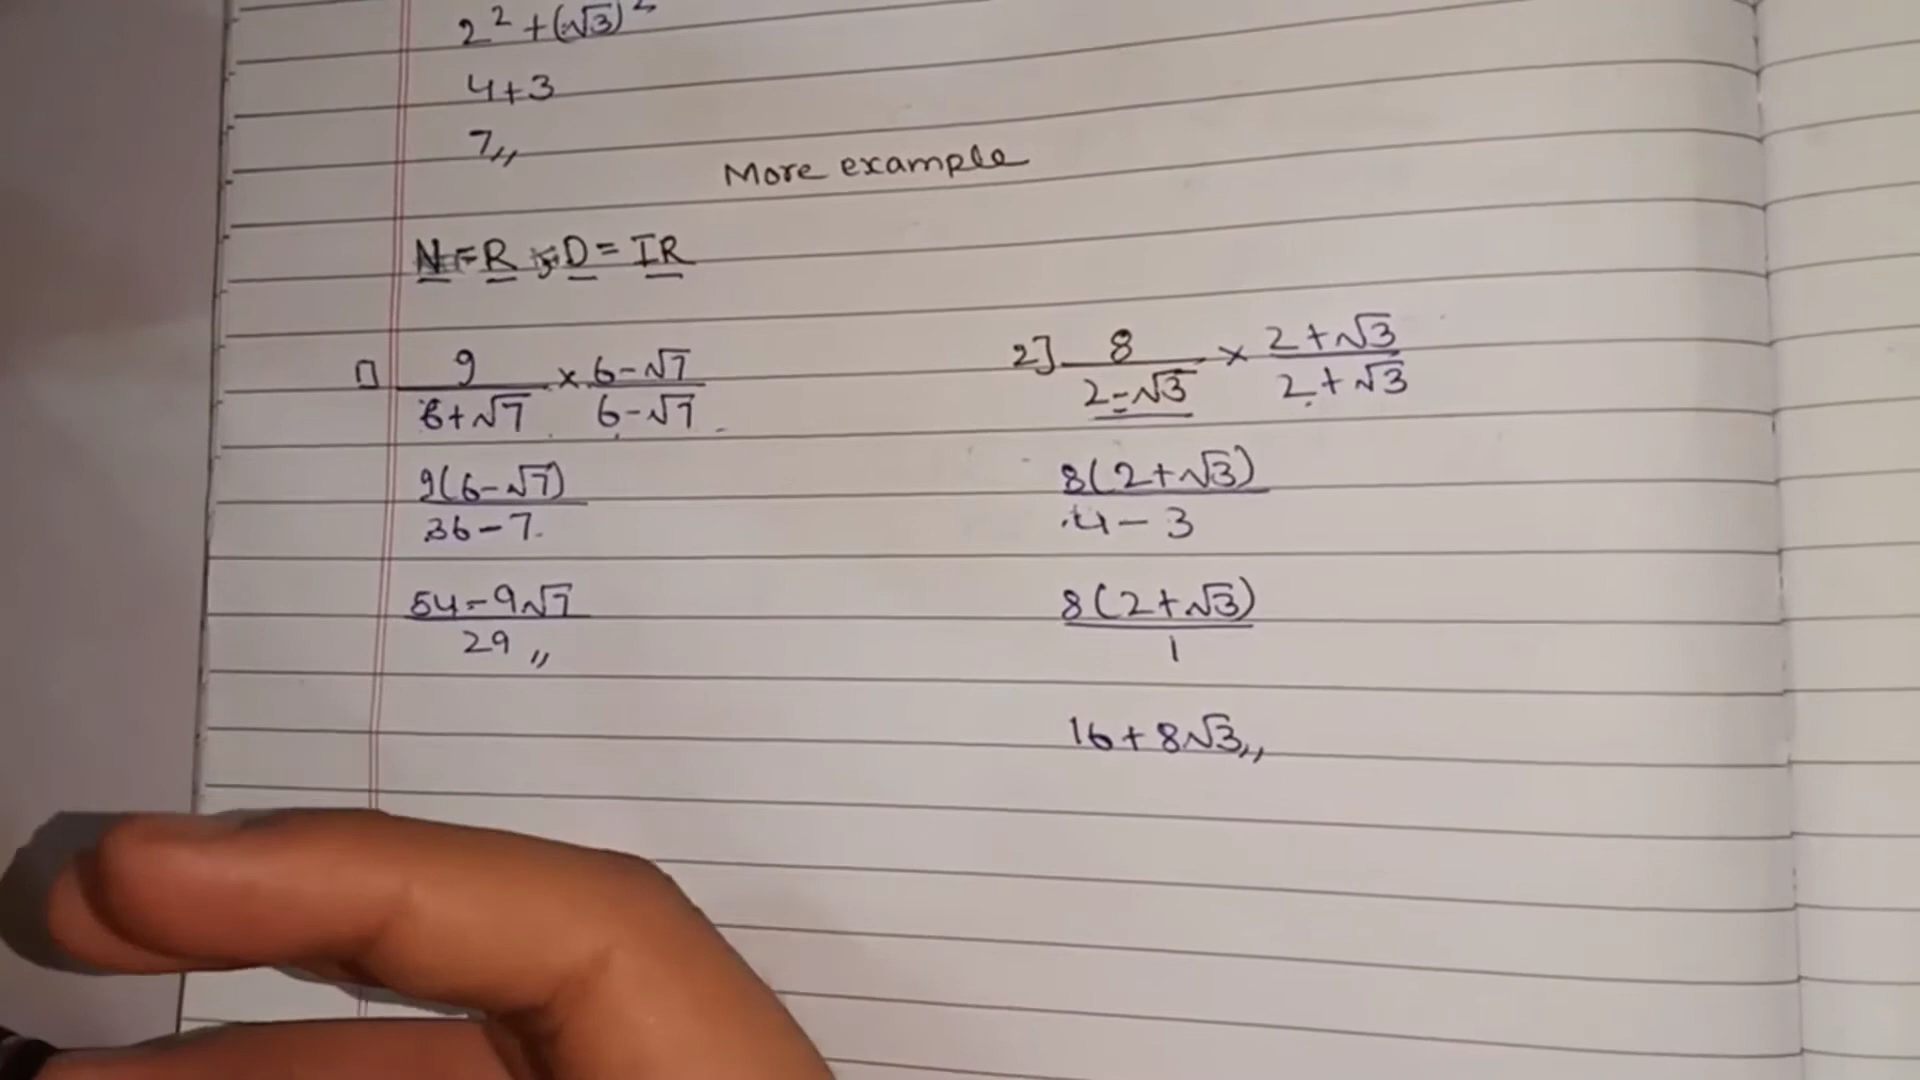 2² + (√3)²
4+3
7,,
More example
N = R ; D = IR
1] 9/(6+√7) × (6-√7)/(6-√7)
9(6-√7)/(36-7)
(54-9√7)/29 ,,
2] 8/(2-√3) × (2+√3)/(2+√3)
8(2+√3)/(4-3)
8(2+√3)/1
16+8√3,,